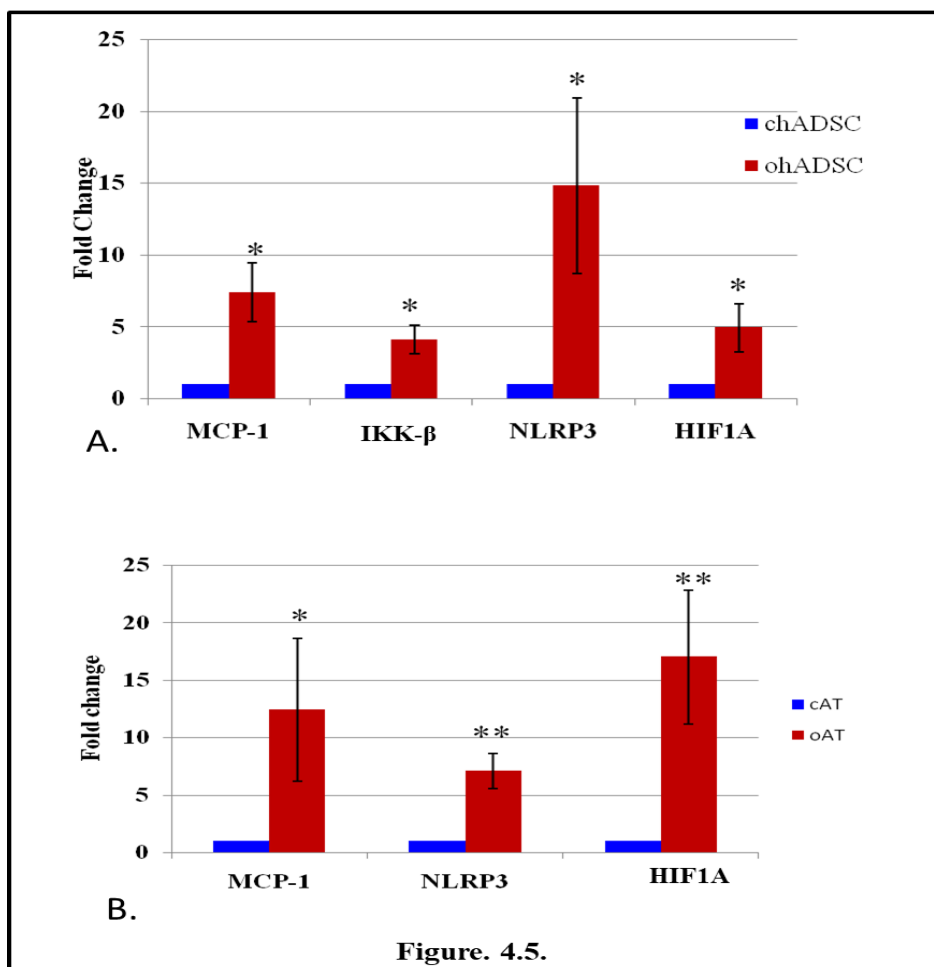 25
20
15
10
5
0
Fold Change
*
*
*
*
chADSC
ohADSC
MCP-1 IKK-β NLRP3 HIF1A
A.
25
20
15
10
5
0
Fold change
*
**
**
cAT
oAT
MCP-1 NLRP3 HIF1A
B.
Figure. 4.5.